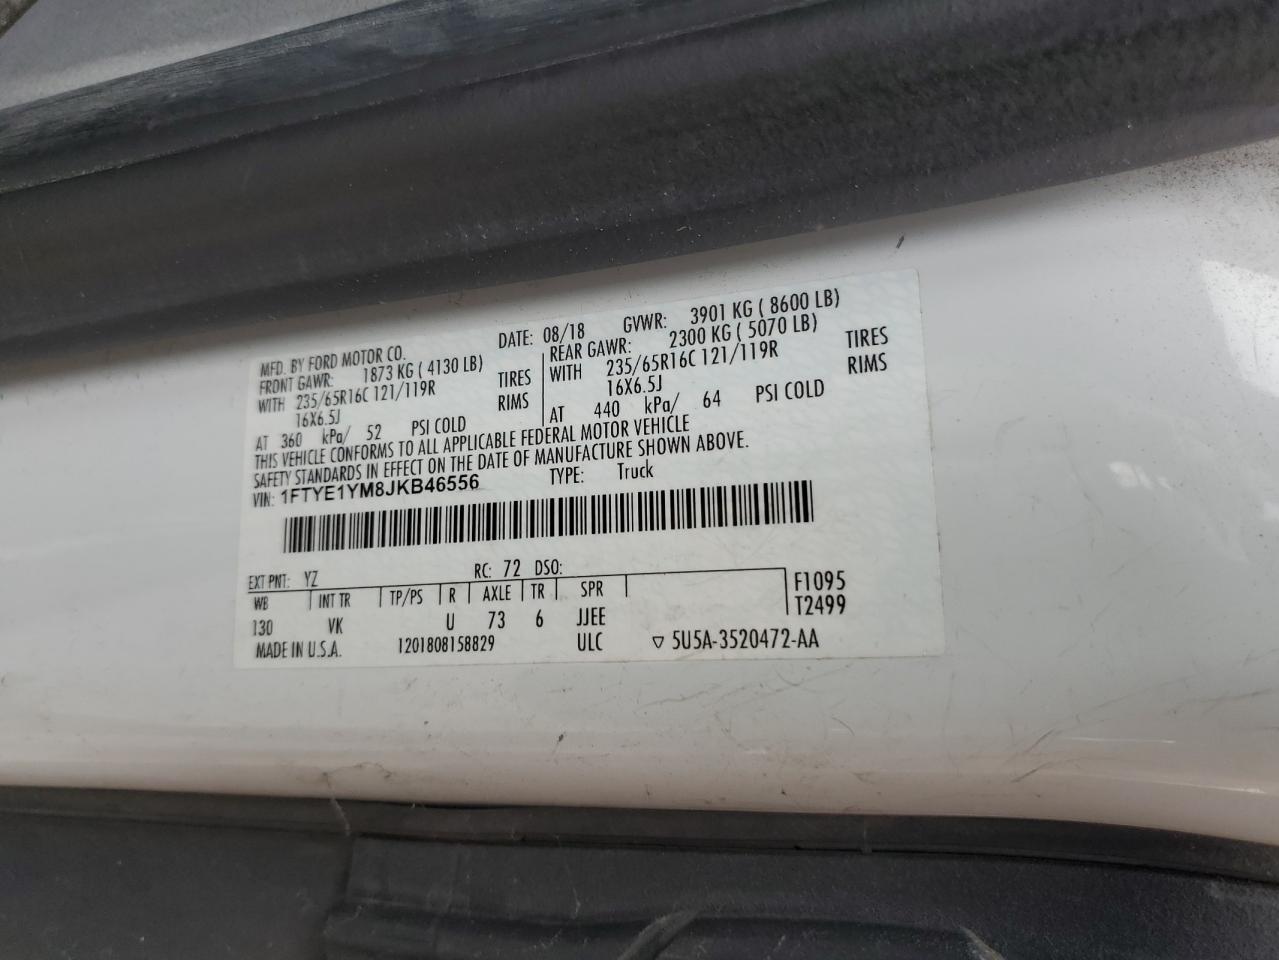 MFD. BY FORD MOTOR CO. DATE: 08/18 GVWR: 3901 KG ( 8600 LB)
FRONT GAWR: 1873 KG ( 4130 LB) REAR GAWR: 2300 KG ( 5070 LB)
WITH 235/65R16C 121/119R TIRES WITH 235/65R16C 121/119R TIRES
16X6.5J RIMS 16X6.5J RIMS
AT 360 kPa/ 52 PSI COLD AT 440 kPa/ 64 PSI COLD
THIS VEHICLE CONFORMS TO ALL APPLICABLE FEDERAL MOTOR VEHICLE
SAFETY STANDARDS IN EFFECT ON THE DATE OF MANUFACTURE SHOWN ABOVE.
VIN: 1FTYE1YM8JKB46556 TYPE: Truck
EXT PNT: YZ RC: 72 DSO:
WB INT TR TP/PS R AXLE TR SPR F1095
T2499
130 VK U 73 6 JJEE
MADE IN U.S.A. 1201808158829 ULC ▽ 5U5A-3520472-AA